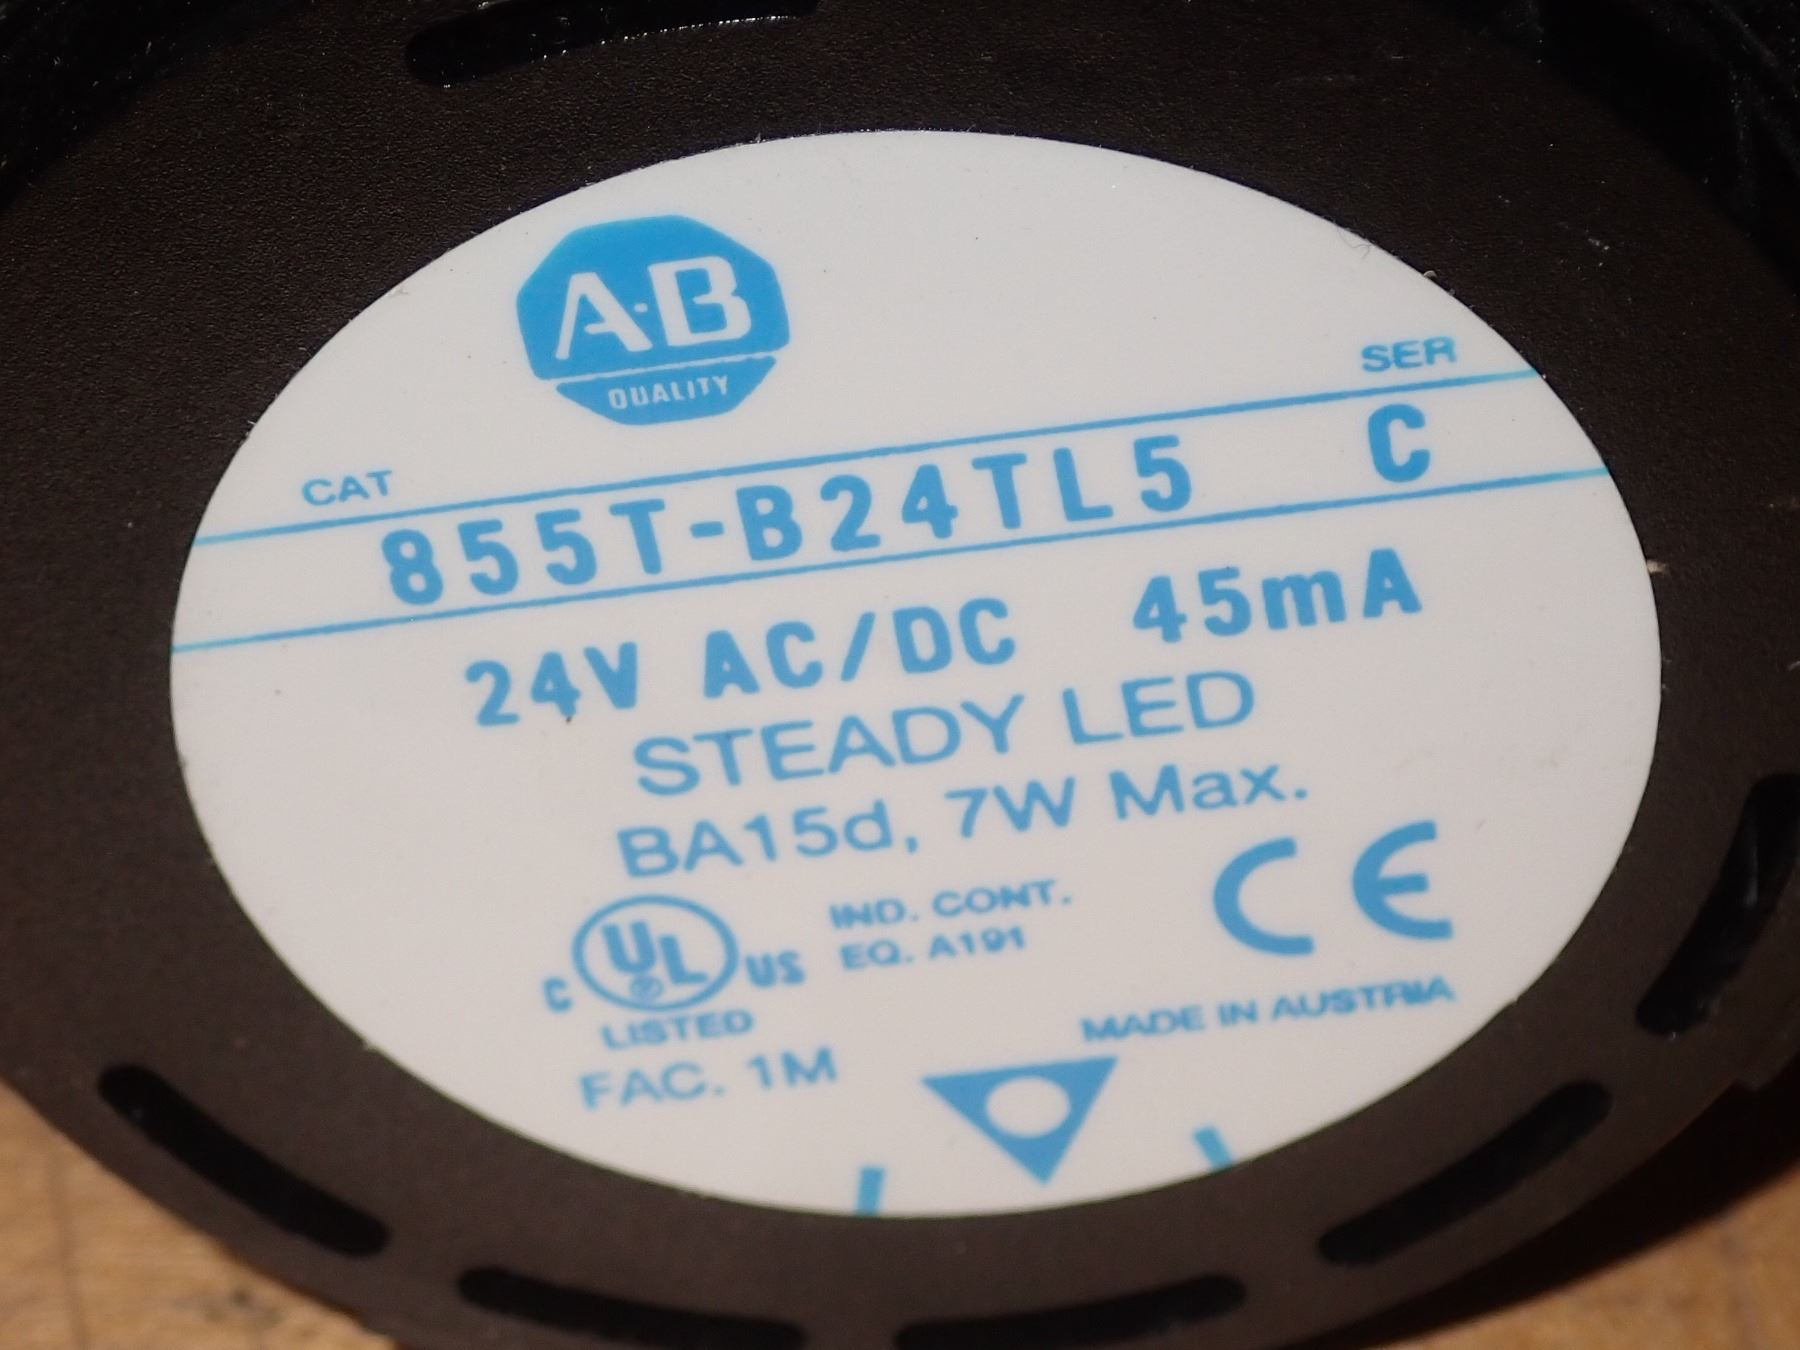 A-B
QUALITY
CAT
SER
855T-B24TL5 C
24V AC/DC 45mA
STEADY LED
BA15d, 7W Max.
C UL US
IND. CONT.
EQ. A191
CE
LISTED
MADE IN AUSTRIA
FAC. 1M